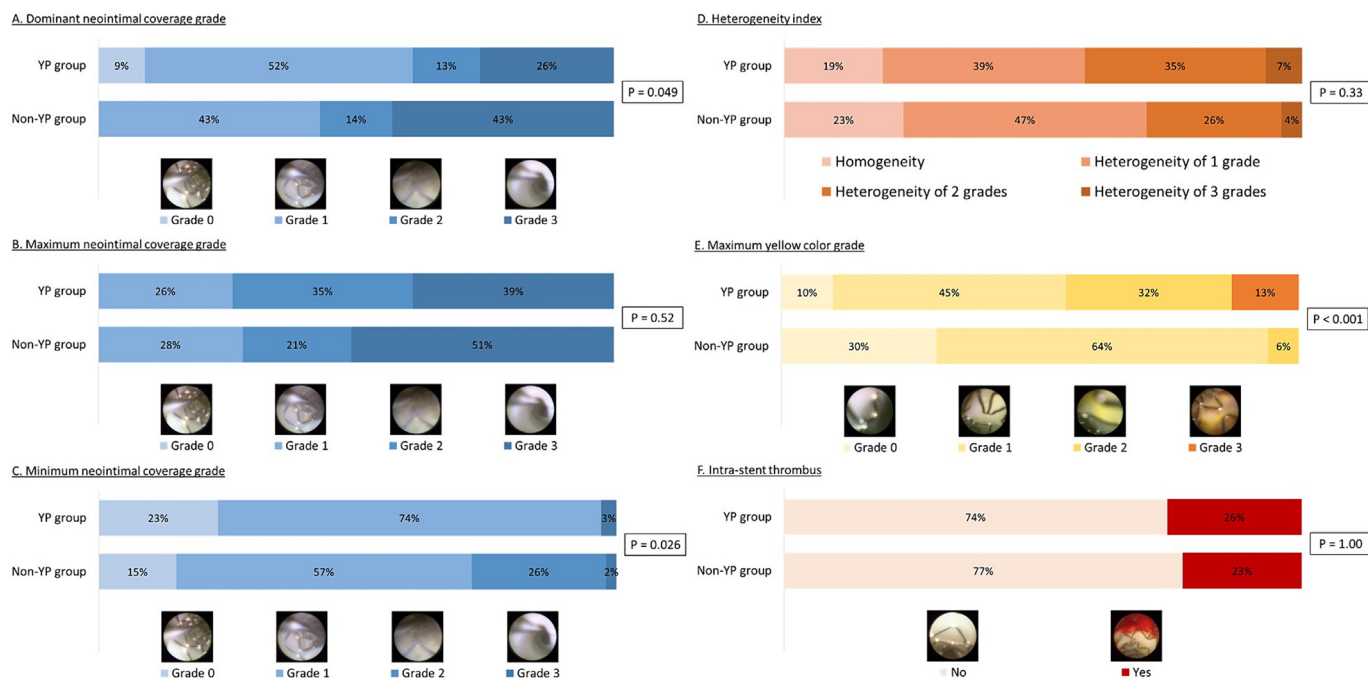 A. Dominant neointimal coverage grade
YP group
9% 52% 13% 26%
Non-YP group
43% 14% 43%
P = 0.049
Grade 0 Grade 1 Grade 2 Grade 3
B. Maximum neointimal coverage grade
YP group
26% 35% 39%
Non-YP group
28% 21% 51%
P = 0.52
Grade 0 Grade 1 Grade 2 Grade 3
C. Minimum neointimal coverage grade
YP group
23% 74% 3%
Non-YP group
15% 57% 26% 2%
P = 0.026
Grade 0 Grade 1 Grade 2 Grade 3
D. Heterogeneity index
YP group
19% 39% 35% 7%
Non-YP group
23% 47% 26% 4%
P = 0.33
Homogeneity Heterogeneity of 1 grade
Heterogeneity of 2 grades Heterogeneity of 3 grades
E. Maximum yellow color grade
YP group
10% 45% 32% 13%
Non-YP group
30% 64% 6%
P < 0.001
Grade 0 Grade 1 Grade 2 Grade 3
F. Intra-stent thrombus
YP group
74% 26%
Non-YP group
77% 23%
P = 1.00
No Yes